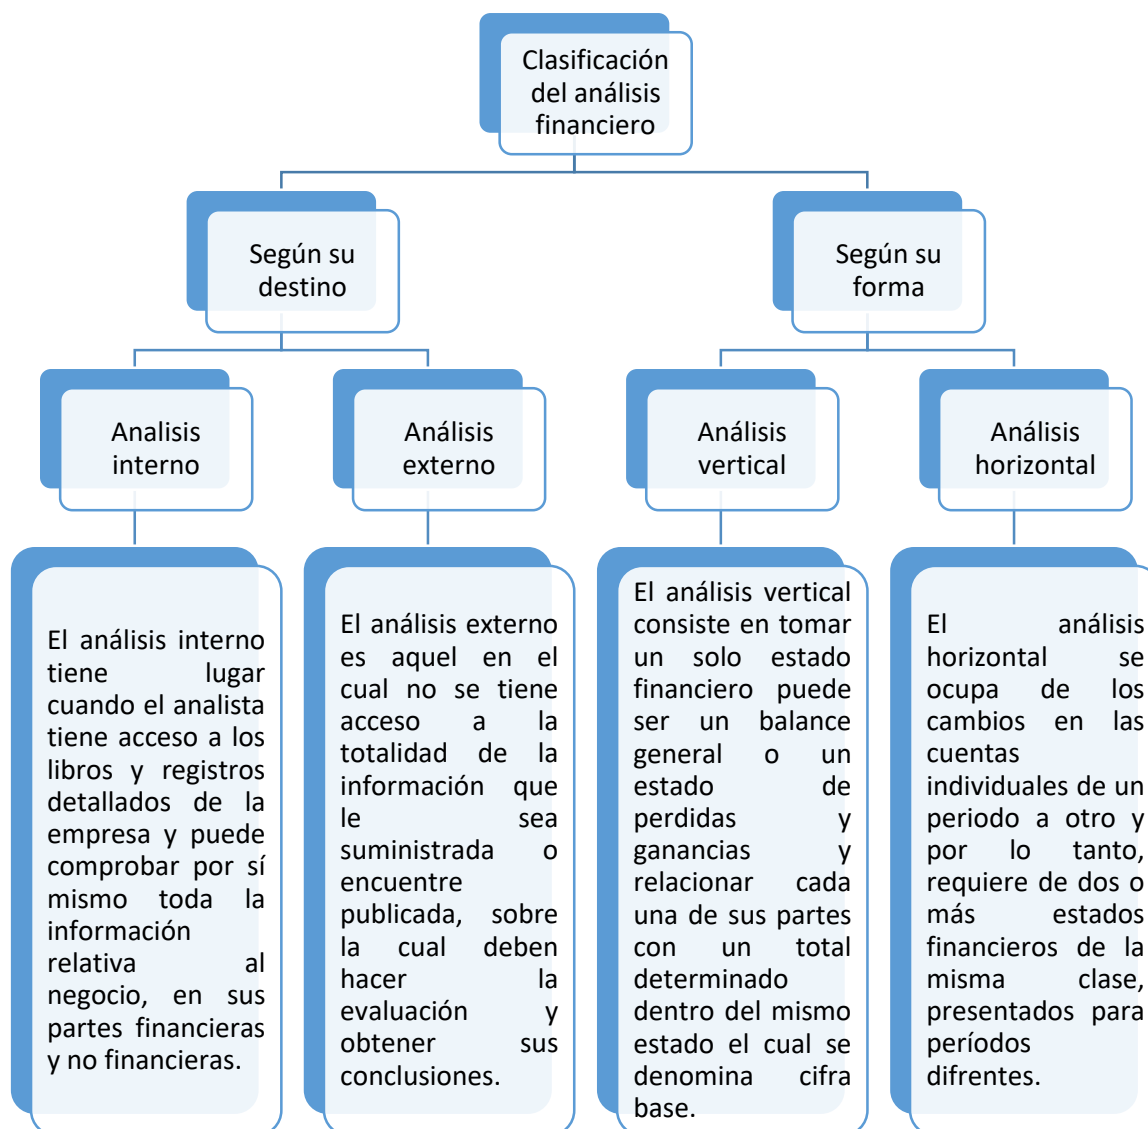 Clasificación
del análisis
financiero
Según su
destino
Según su
forma
Analisis
interno
Análisis
externo
Análisis
vertical
Análisis
horizontal
El análisis interno
tiene lugar
cuando el analista
tiene acceso a los
libros y registros
detallados de la
empresa y puede
comprobar por sí
mismo toda la
información
relativa al
negocio, en sus
partes financieras
y no financieras.
El análisis externo
es aquel en el
cual no se tiene
acceso a la
totalidad de la
información que
le sea
suministrada o
encuentre
publicada, sobre
la cual deben
hacer la
evaluación y
obtener sus
conclusiones.
El análisis vertical
consiste en tomar
un solo estado
financiero puede
ser un balance
general o un
estado de
perdidas y
ganancias y
relacionar cada
una de sus partes
con un total
determinado
dentro del mismo
estado el cual se
denomina cifra
base.
El análisis
horizontal se
ocupa de los
cambios en las
cuentas
individuales de un
periodo a otro y
por lo tanto,
requiere de dos o
más estados
financieros de la
misma clase,
presentados para
períodos
difrentes.